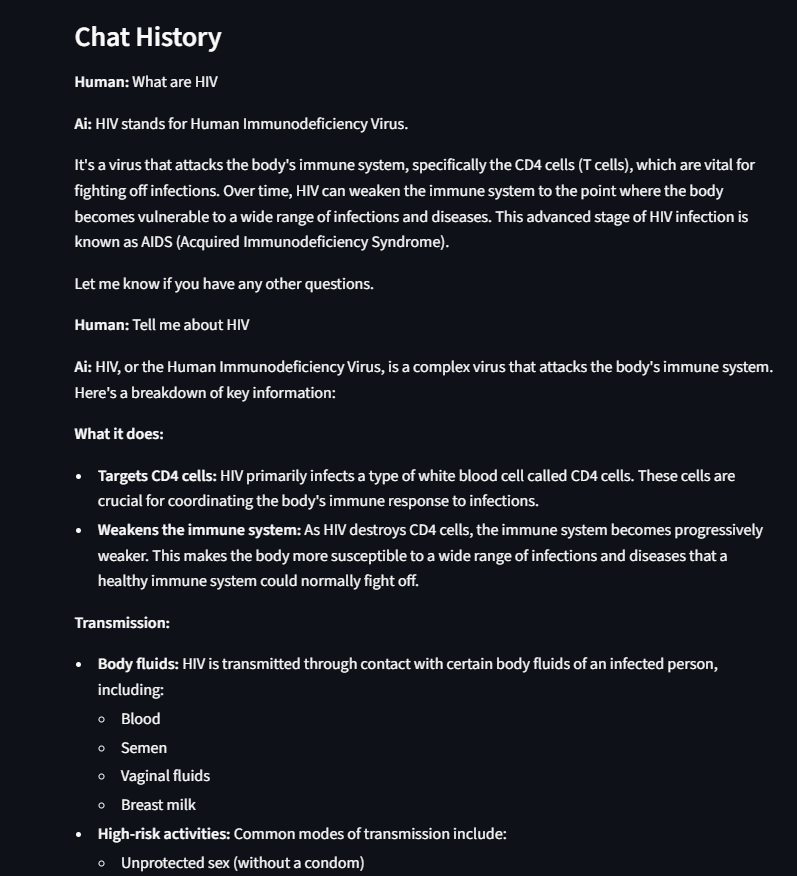 Chat History
Human: What are HIV
Ai: HIV stands for Human Immunodeficiency Virus.
It's a virus that attacks the body's immune system, specifically the CD4 cells (T cells), which are vital for
fighting off infections. Over time, HIV can weaken the immune system to the point where the body
becomes vulnerable to a wide range of infections and diseases. This advanced stage of HIV infection is
known as AIDS (Acquired Immunodeficiency Syndrome).
Let me know if you have any other questions.
Human: Tell me about HIV
Ai: HIV, or the Human Immunodeficiency Virus, is a complex virus that attacks the body's immune system.
Here's a breakdown of key information:
What it does:
• Targets CD4 cells: HIV primarily infects a type of white blood cell called CD4 cells. These cells are
crucial for coordinating the body's immune response to infections.
• Weakens the immune system: As HIV destroys CD4 cells, the immune system becomes progressively
weaker. This makes the body more susceptible to a wide range of infections and diseases that a
healthy immune system could normally fight off.
Transmission:
• Body fluids: HIV is transmitted through contact with certain body fluids of an infected person,
including:
○ Blood
○ Semen
○ Vaginal fluids
○ Breast milk
• High-risk activities: Common modes of transmission include:
○ Unprotected sex (without a condom)